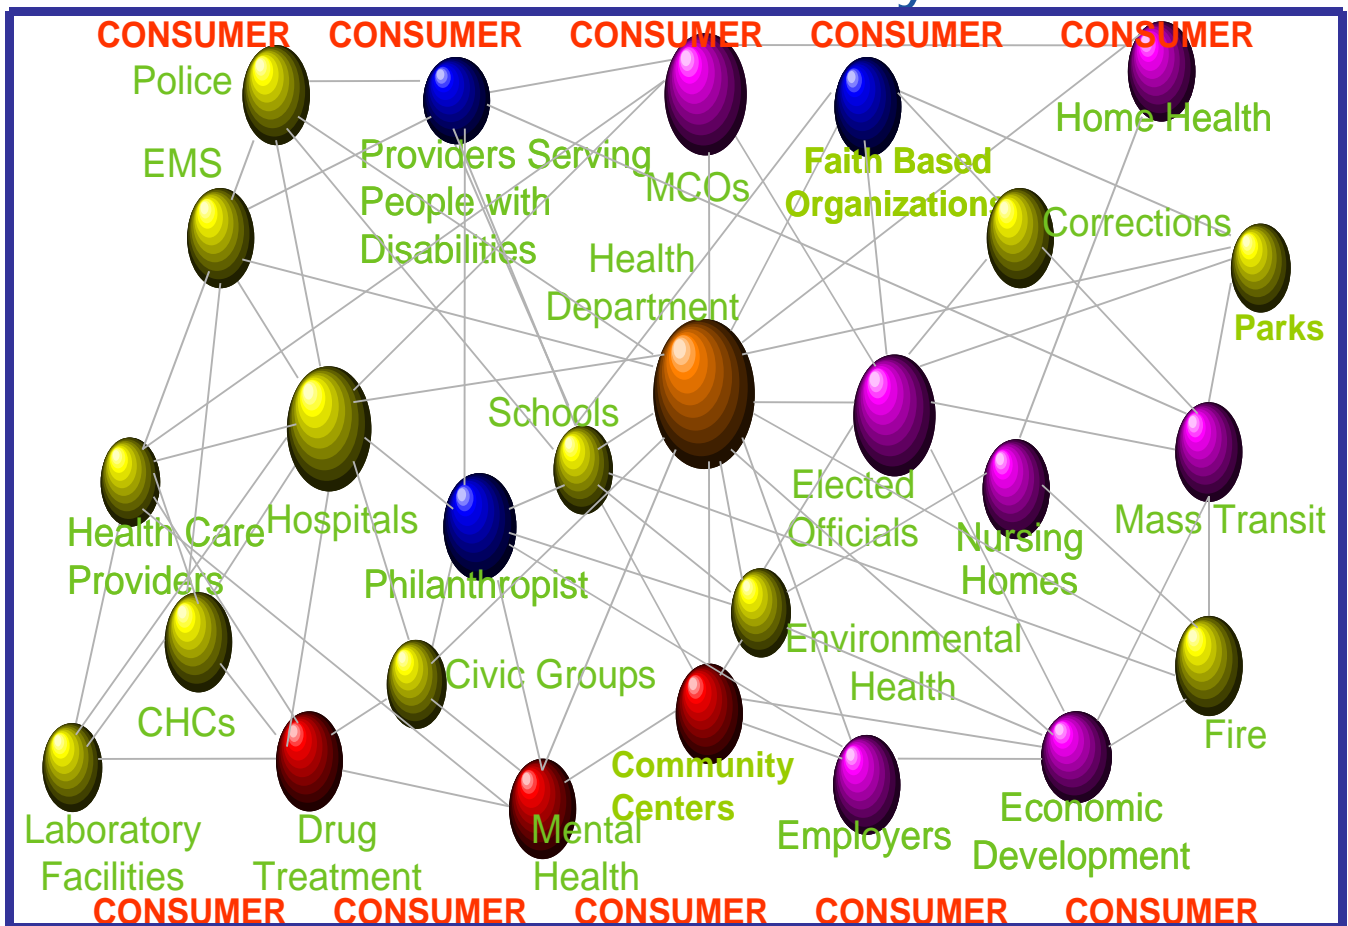 CONSUMER CONSUMER CONSUMER CONSUMER CONSUMER
Police
Home Health
EMS
Providers Serving
People with
Disabilities
MCOs
Faith Based
Organizations
Corrections
Health
Department
Parks
Schools
Hospitals
Health Care
Providers
Elected
Officials
Nursing
Homes
Mass Transit
Philanthropist
Environmental
Health
Civic Groups
CHCs
Fire
Community
Centers
Laboratory
Facilities
Drug
Treatment
Mental
Health
Employers
Economic
Development
CONSUMER CONSUMER CONSUMER CONSUMER CONSUMER